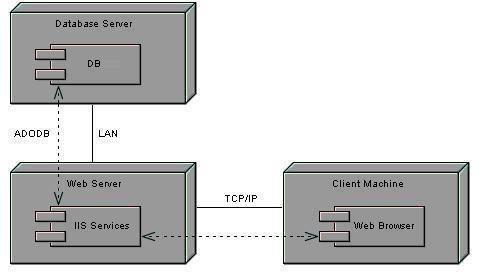 Database Server
DB
ADODB
LAN
Web Server
IIS Services
TCP/IP
Client Machine
Web Browser